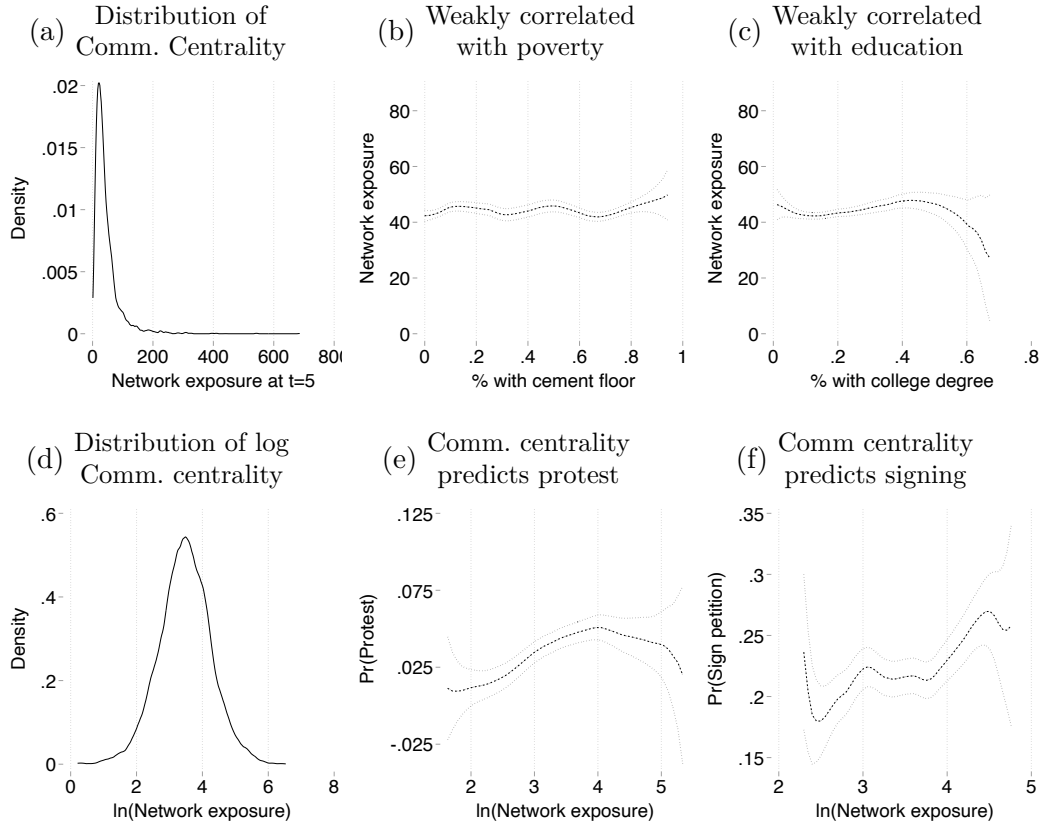 (a) Distribution of
Comm. Centrality
.02
.015
.01
.005
0
Density
0 200 400 600 800
Network exposure at t=5
(b) Weakly correlated
with poverty
80
60
40
20
0
Network exposure
0 .2 .4 .6 .8 1
% with cement floor
(c) Weakly correlated
with education
80
60
40
20
0
Network exposure
0 .2 .4 .6 .8
% with college degree
(d) Distribution of log
Comm. centrality
.6
.4
.2
0
Density
0 2 4 6 8
ln(Network exposure)
(e) Comm. centrality
predicts protest
.125
.075
.025
-.025
Pr(Protest)
2 3 4 5
ln(Network exposure)
(f) Comm centrality
predicts signing
.35
.3
.25
.2
.15
Pr(Sign petition)
2 3 4 5
ln(Network exposure)